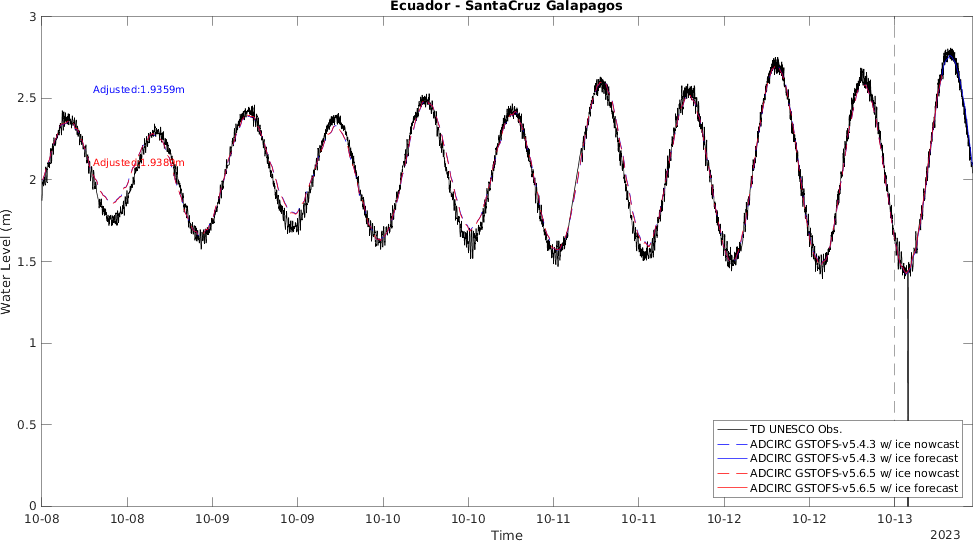 Ecuador - SantaCruz Galapagos
Water Level (m)
3
2.5
2
1.5
1
0.5
0
Adjusted:1.9359m
TD UNESCO Obs.
ADCIRC GSTOFS-v5.4.3 w/ ice nowcast
ADCIRC GSTOFS-v5.4.3 w/ ice forecast
ADCIRC GSTOFS-v5.6.5 w/ ice nowcast
ADCIRC GSTOFS-v5.6.5 w/ ice forecast
10-08 10-08 10-09 10-09 10-10 10-10 10-11 10-11 10-12 10-12 10-13
Time
2023